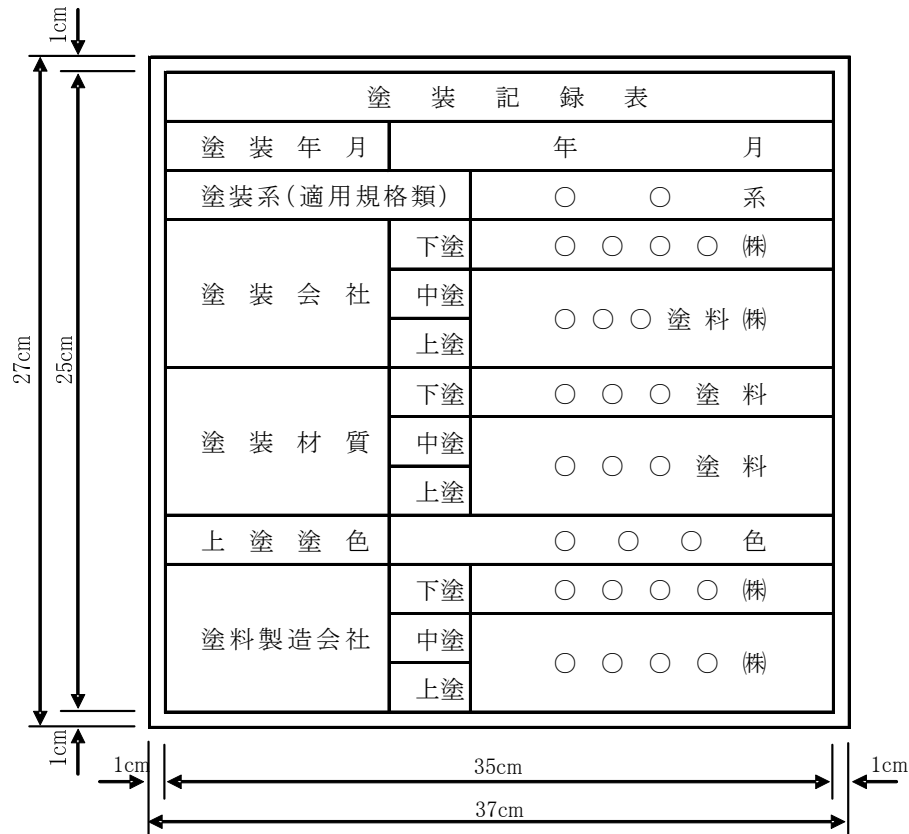 1cm
27cm
25cm
塗装記録表
塗装年月 年 月
塗装系(適用規格類) ○ ○ 系
塗装会社
下塗 ○ ○ ○ ○ ㈱
中塗
上塗
○ ○ ○ 塗 料 ㈱
塗装材質
下塗 ○ ○ ○ 塗 料
中塗
上塗
○ ○ ○ 塗 料
上塗塗色 ○ ○ ○ 色
塗料製造会社
下塗 ○ ○ ○ ○ ㈱
中塗
上塗
○ ○ ○ ○ ㈱
1cm
1cm 35cm 1cm
37cm